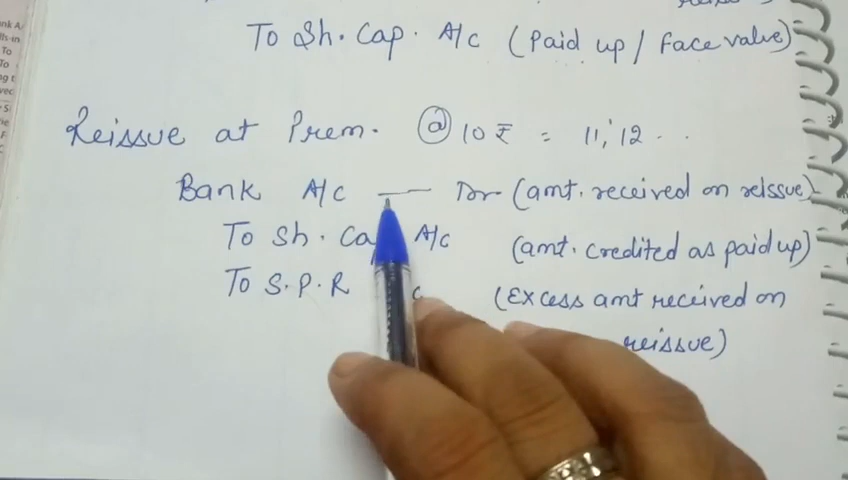 To Sh. Cap. A/c (Paid up / Face value)
Reissue at Prem. @ 10 ₹ = 11, 12 ..
Bank A/c — Dr (amt. received on reissue)
To Sh. Cap A/c (amt. credited as paid up)
To S.P.R (Excess amt received on
reissue)